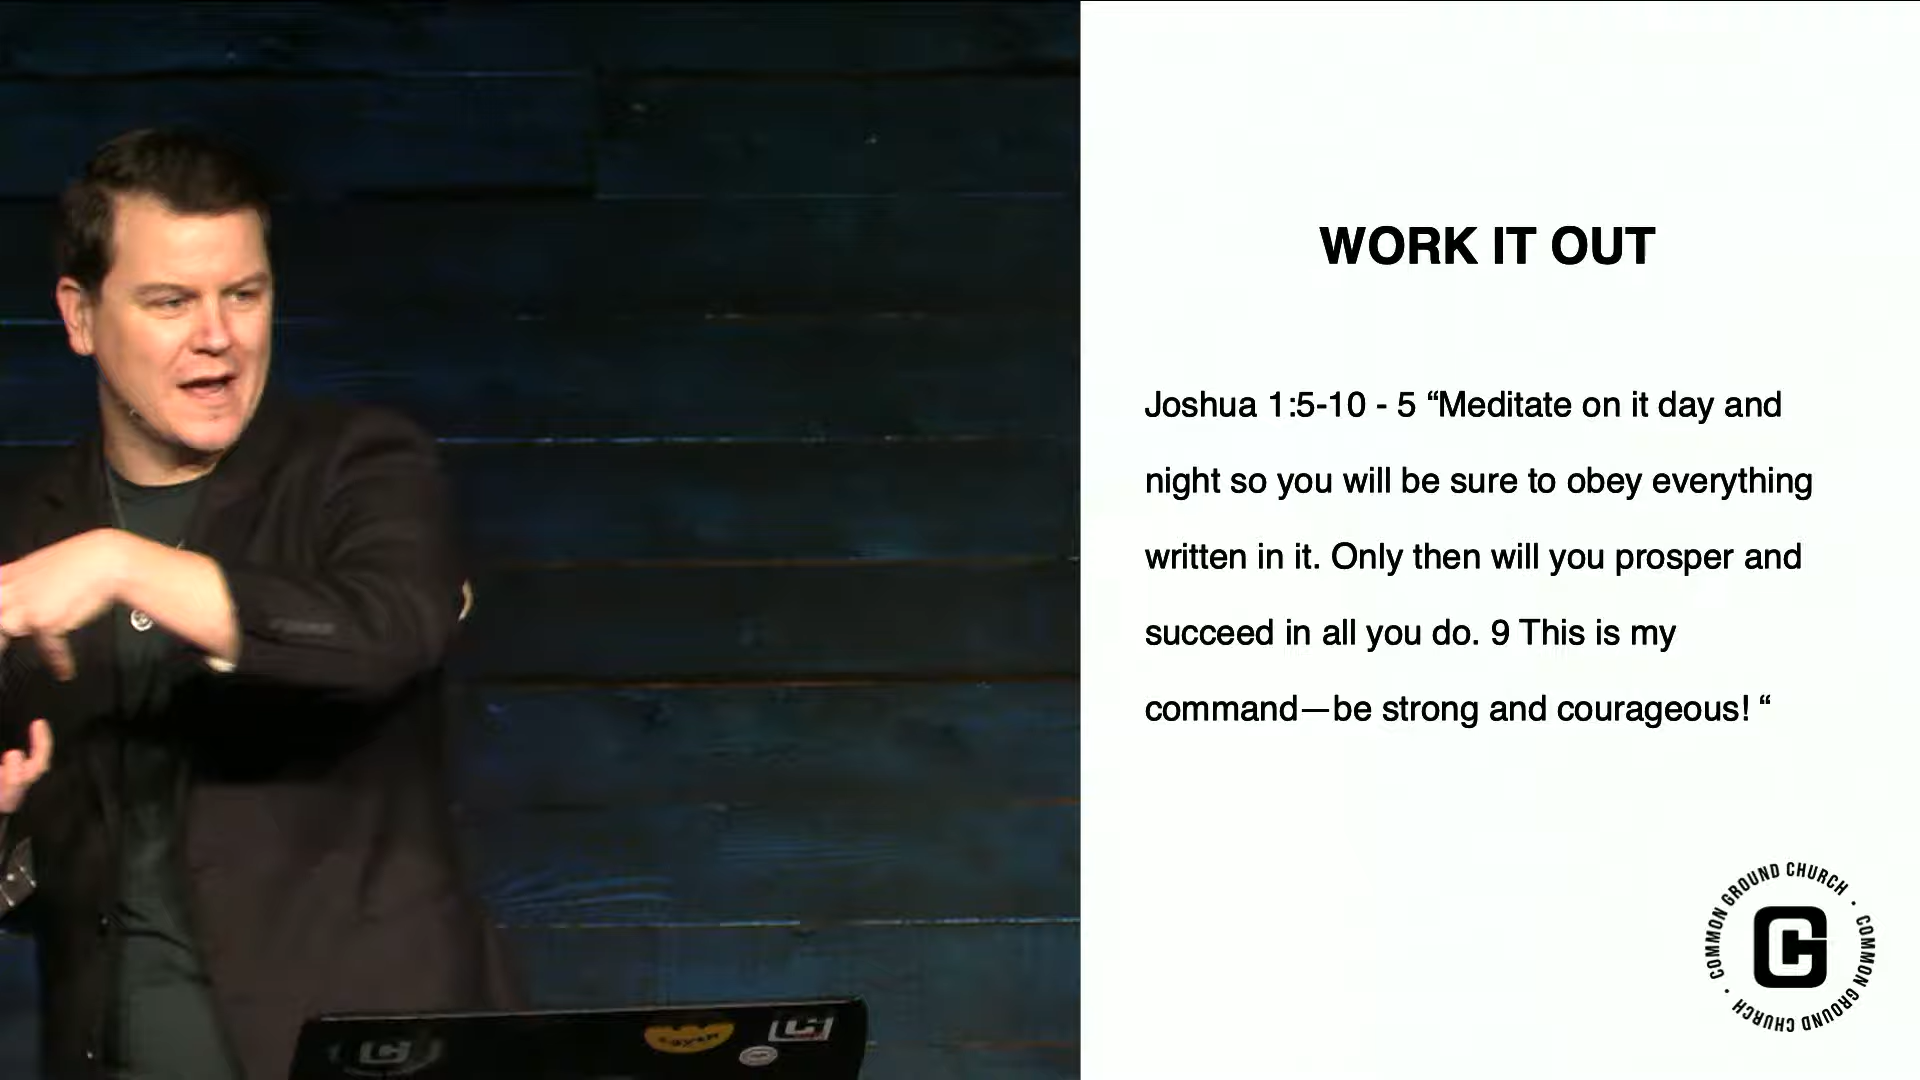 WORK IT OUT
Joshua 1:5-10 - 5 “Meditate on it day and
night so you will be sure to obey everything
written in it. Only then will you prosper and
succeed in all you do. 9 This is my
command—be strong and courageous! “
COMMON GROUND CHURCH • COMMON GROUND CHURCH •
C